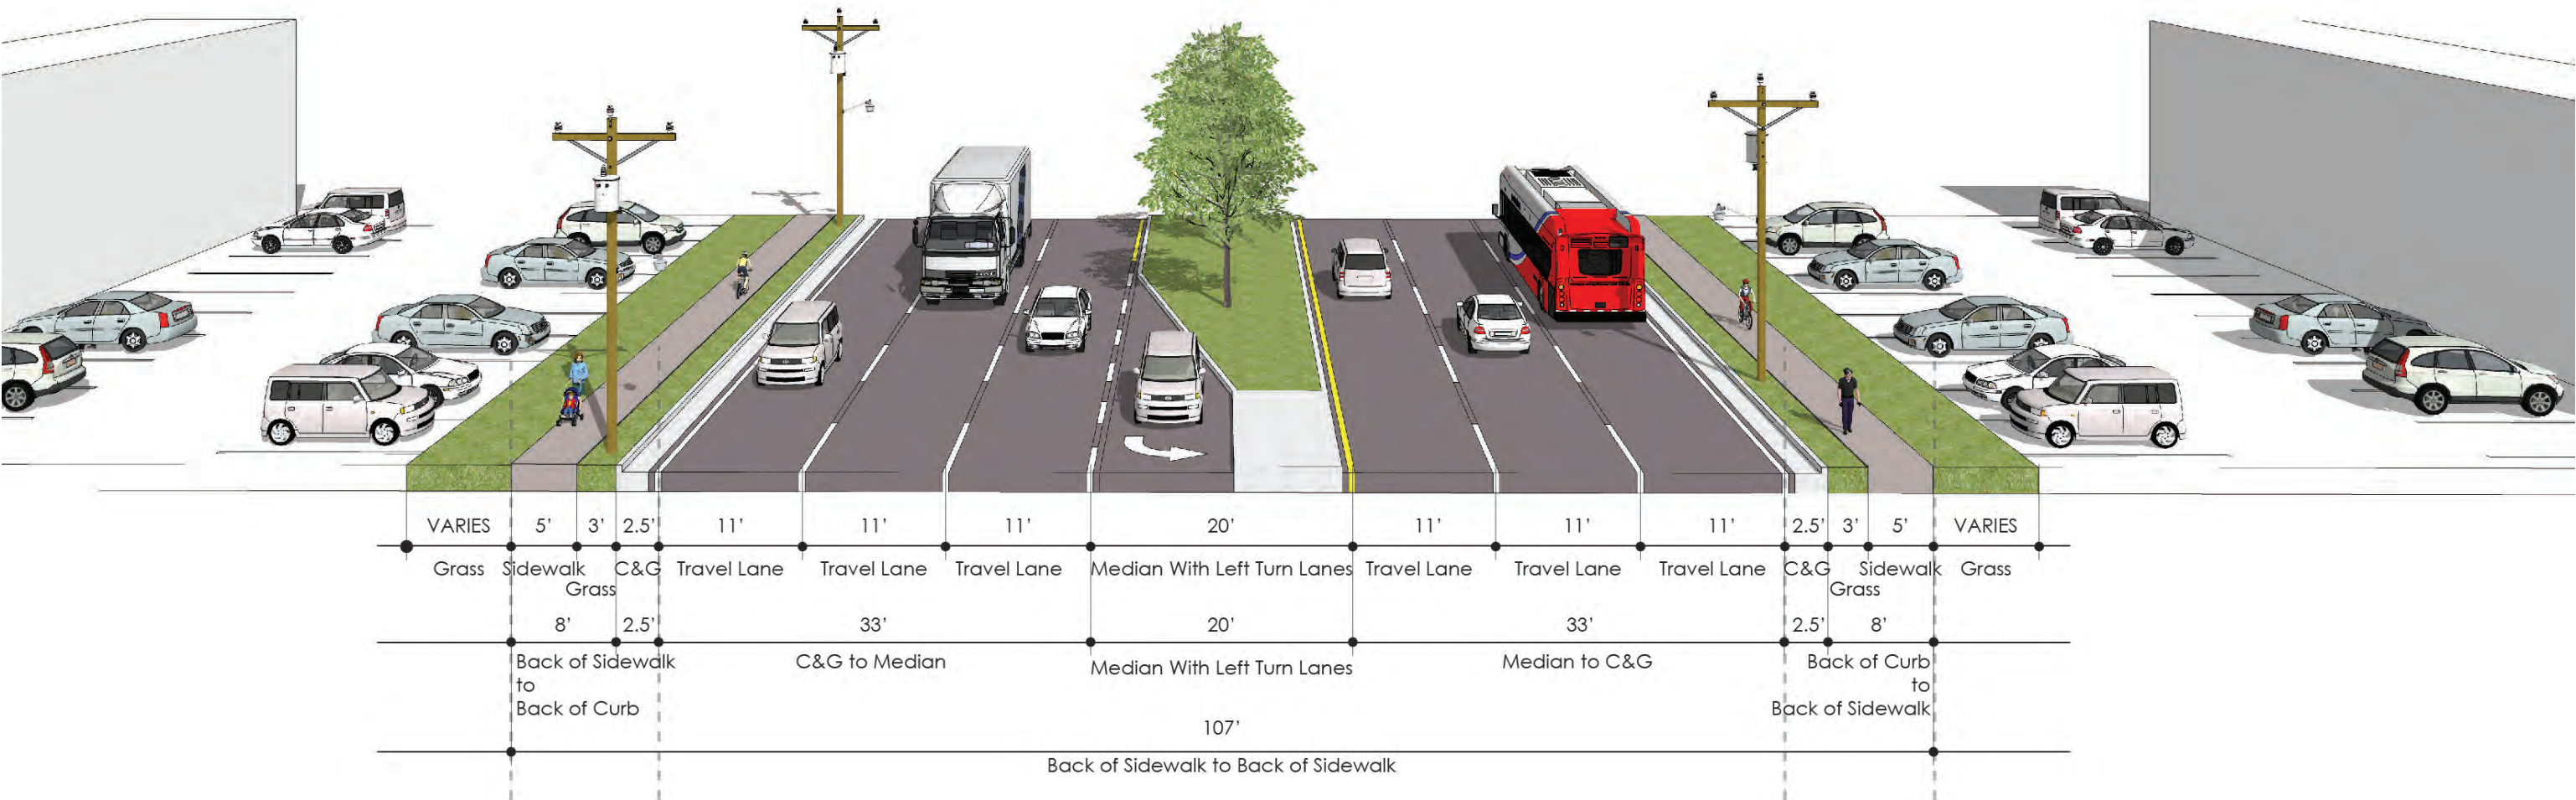 VARIES 5’ 3’ 2.5’ 11’ 11’ 11’ 20’ 11’ 11’ 11’ 2.5’ 3’ 5’ VARIES
Grass Sidewalk C&G Travel Lane Travel Lane Travel Lane Median With Left Turn Lanes Travel Lane Travel Lane Travel Lane C&G Sidewalk Grass
Grass Grass
8’ 2.5’ 33’ 20’ 33’ 2.5’ 8’
Back of Sidewalk C&G to Median Median With Left Turn Lanes Median to C&G Back of Curb
to to
Back of Curb Back of Sidewalk
107’
Back of Sidewalk to Back of Sidewalk